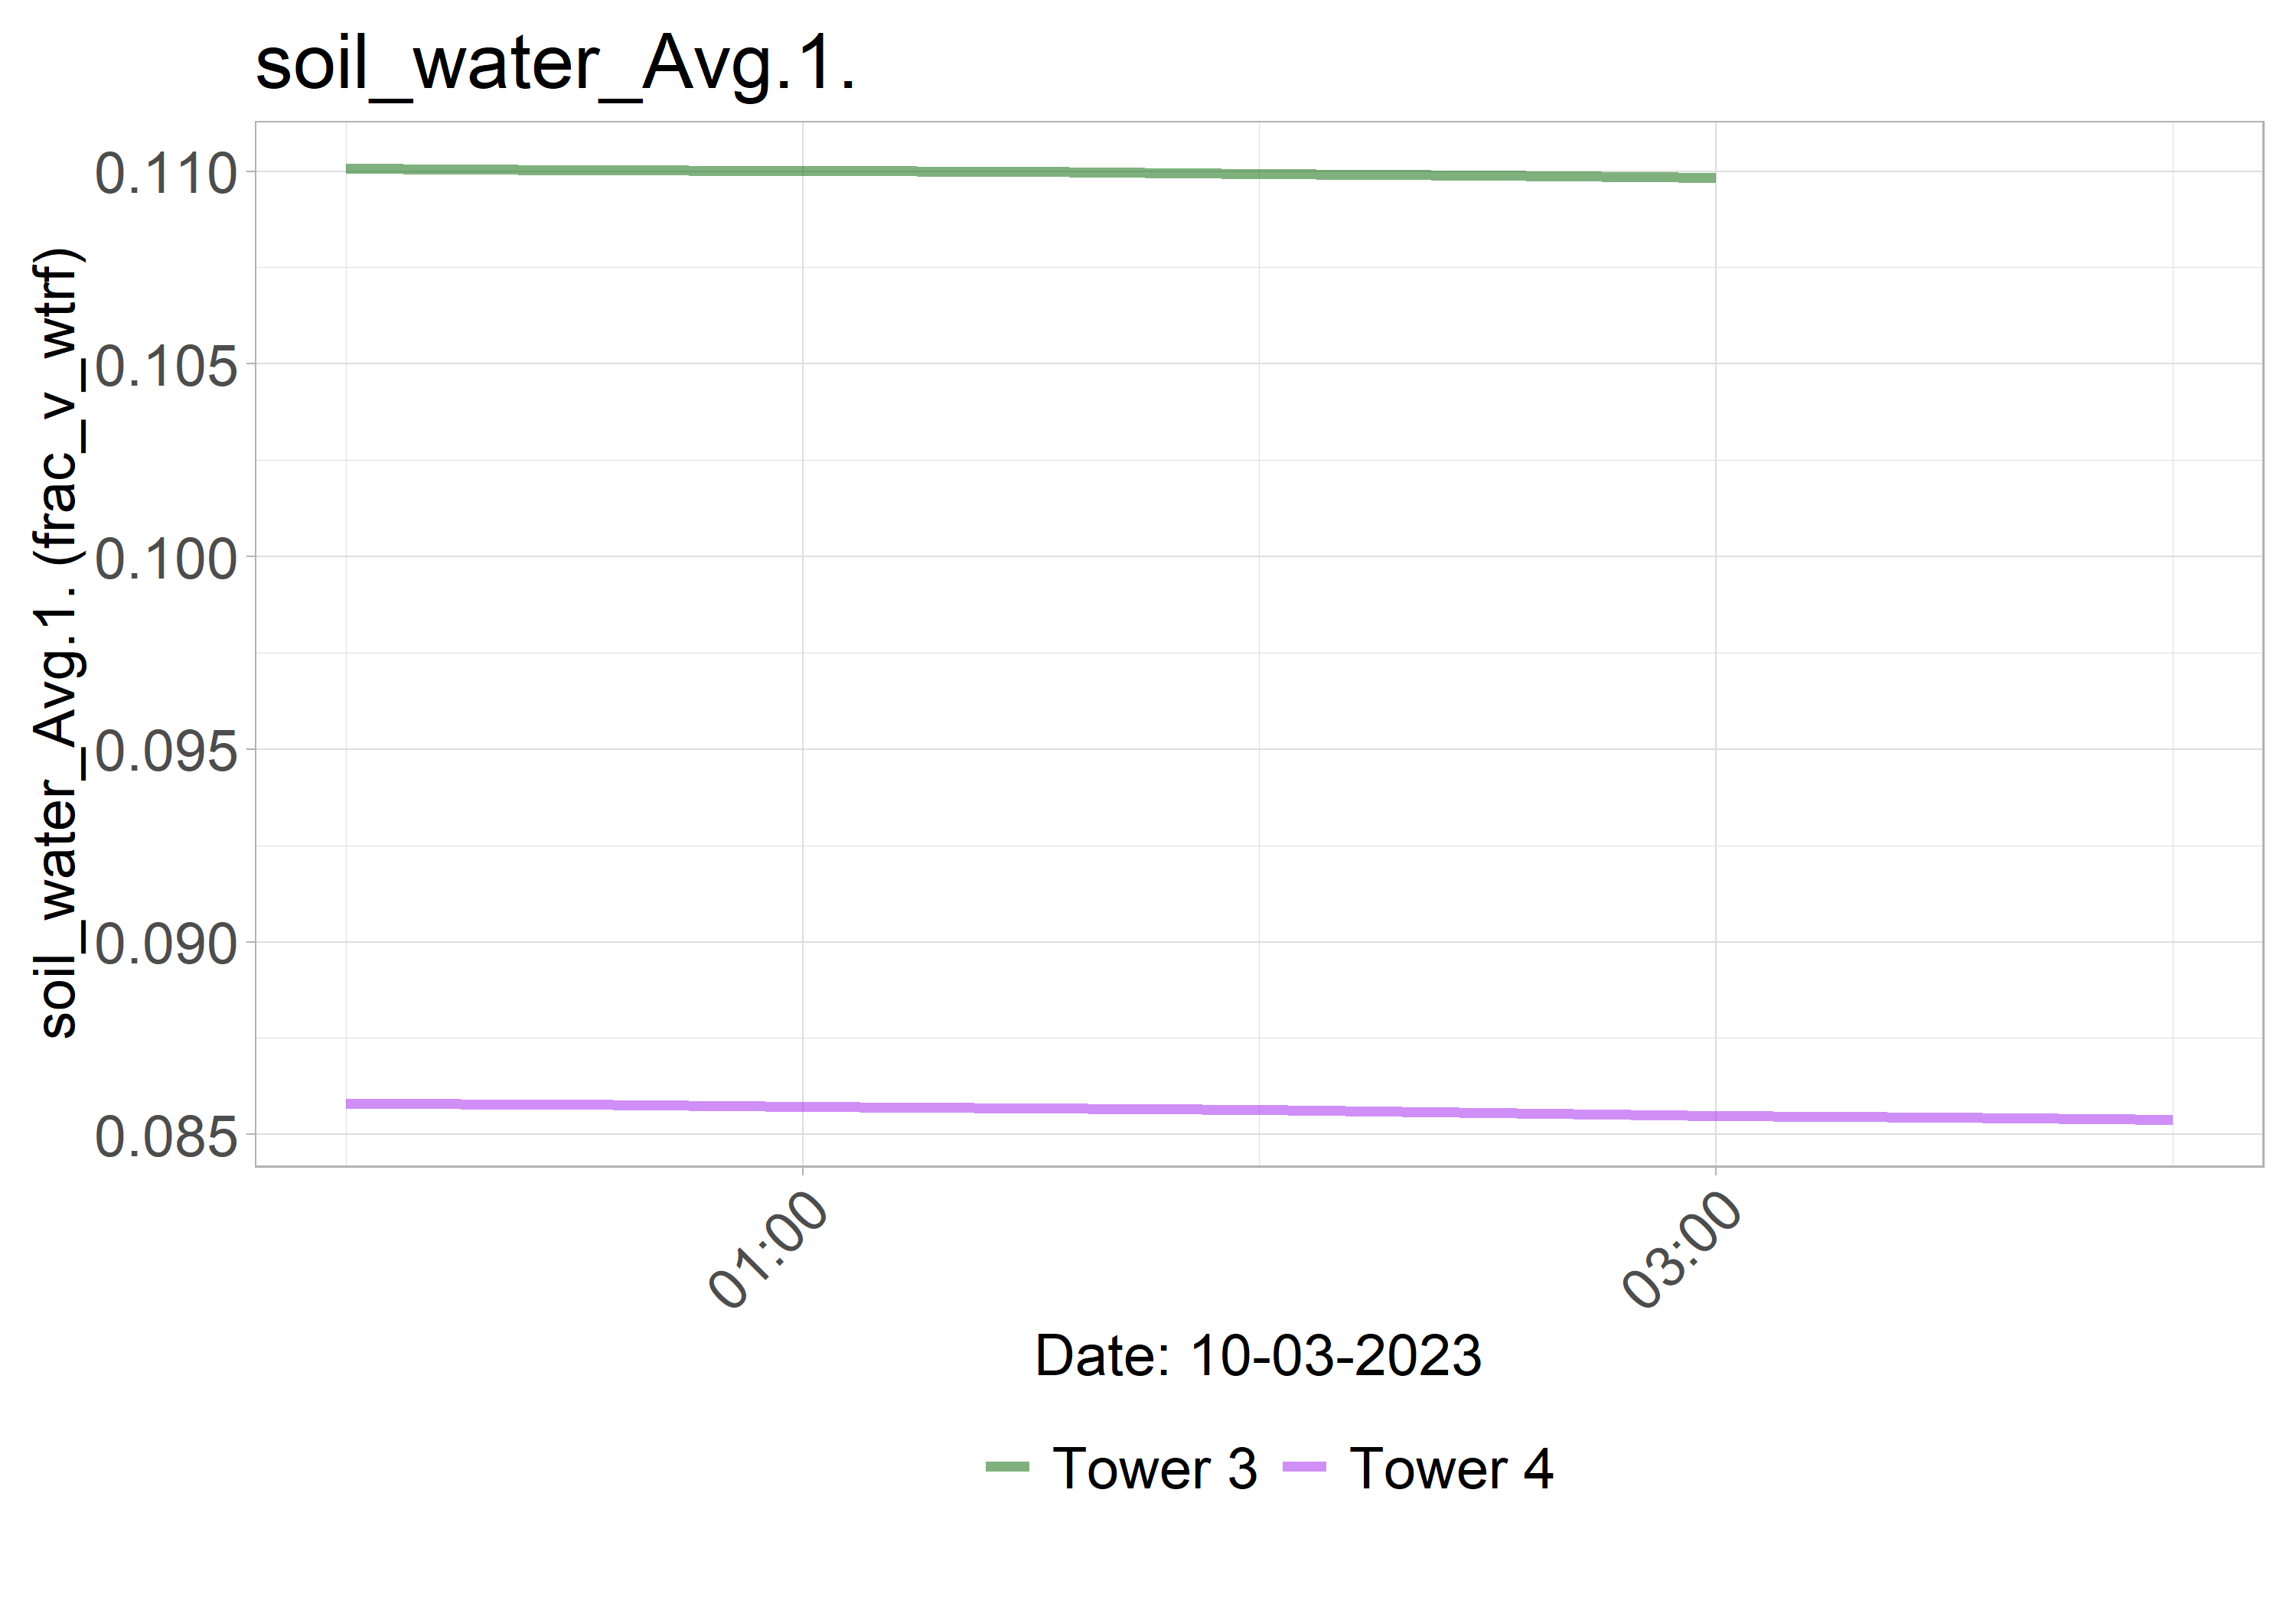 soil_water_Avg.1.
soil_water_Avg.1. (frac_v_wtrf)
0.110
0.105
0.100
0.095
0.090
0.085
01:00
03:00
Date: 10-03-2023
Tower 3
Tower 4